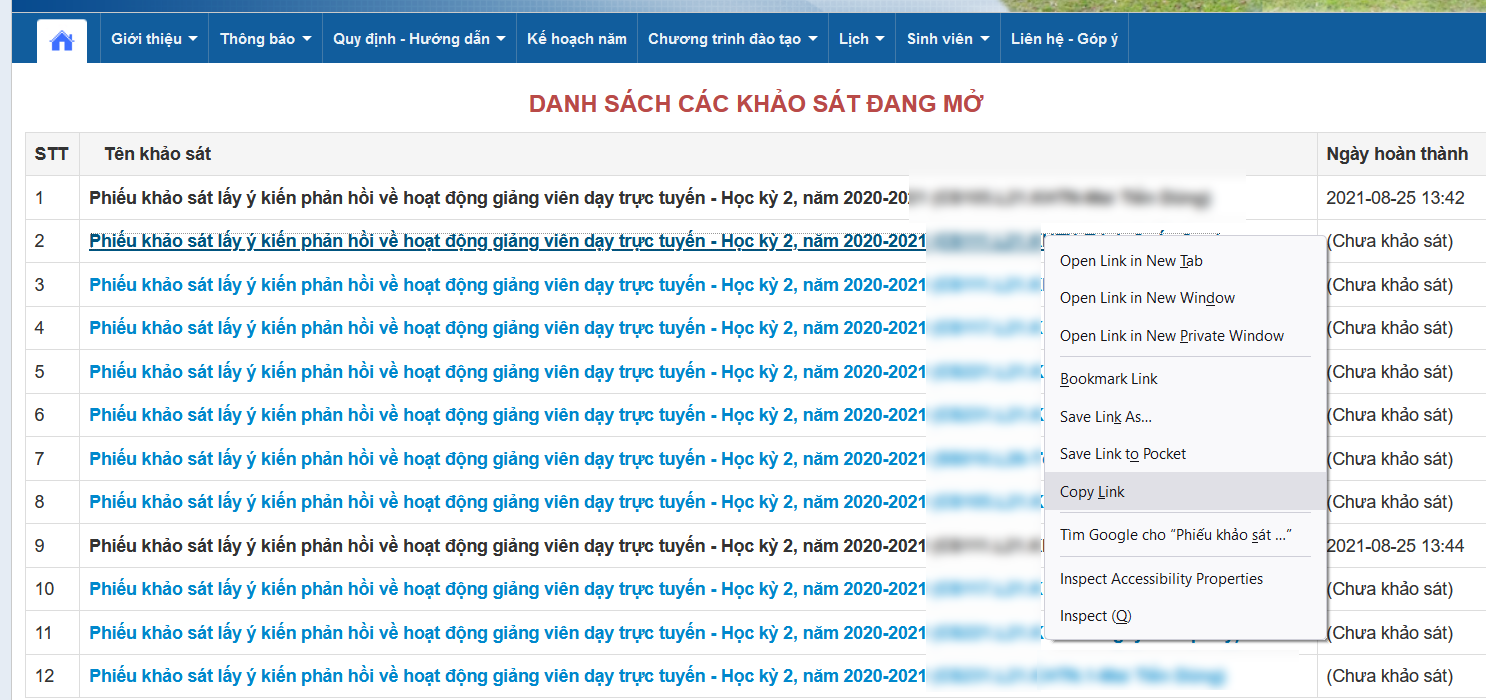 Giới thiệu Thông báo Quy định - Hướng dẫn Kế hoạch năm Chương trình đào tạo Lịch Sinh viên Liên hệ - Góp ý
DANH SÁCH CÁC KHẢO SÁT ĐANG MỞ
STT Tên khảo sát Ngày hoàn thành
1 Phiếu khảo sát lấy ý kiến phản hồi về hoạt động giảng viên dạy trực tuyến - Học kỳ 2, năm 2020-2021 2021-08-25 13:42
2 Phiếu khảo sát lấy ý kiến phản hồi về hoạt động giảng viên dạy trực tuyến - Học kỳ 2, năm 2020-2021 (Chưa khảo sát)
Open Link in New Tab
3 Phiếu khảo sát lấy ý kiến phản hồi về hoạt động giảng viên dạy trực tuyến - Học kỳ 2, năm 2020-2021 (Chưa khảo sát)
Open Link in New Window
4 Phiếu khảo sát lấy ý kiến phản hồi về hoạt động giảng viên dạy trực tuyến - Học kỳ 2, năm 2020-2021 (Chưa khảo sát)
Open Link in New Private Window
5 Phiếu khảo sát lấy ý kiến phản hồi về hoạt động giảng viên dạy trực tuyến - Học kỳ 2, năm 2020-2021 (Chưa khảo sát)
Bookmark Link
6 Phiếu khảo sát lấy ý kiến phản hồi về hoạt động giảng viên dạy trực tuyến - Học kỳ 2, năm 2020-2021 (Chưa khảo sát)
Save Link As...
7 Phiếu khảo sát lấy ý kiến phản hồi về hoạt động giảng viên dạy trực tuyến - Học kỳ 2, năm 2020-2021 (Chưa khảo sát)
Save Link to Pocket
8 Phiếu khảo sát lấy ý kiến phản hồi về hoạt động giảng viên dạy trực tuyến - Học kỳ 2, năm 2020-2021 (Chưa khảo sát)
Copy Link
9 Phiếu khảo sát lấy ý kiến phản hồi về hoạt động giảng viên dạy trực tuyến - Học kỳ 2, năm 2020-2021 2021-08-25 13:44
Tìm Google cho “Phiếu khảo sát ...”
10 Phiếu khảo sát lấy ý kiến phản hồi về hoạt động giảng viên dạy trực tuyến - Học kỳ 2, năm 2020-2021 (Chưa khảo sát)
Inspect Accessibility Properties
11 Phiếu khảo sát lấy ý kiến phản hồi về hoạt động giảng viên dạy trực tuyến - Học kỳ 2, năm 2020-2021 (Chưa khảo sát)
Inspect (Q)
12 Phiếu khảo sát lấy ý kiến phản hồi về hoạt động giảng viên dạy trực tuyến - Học kỳ 2, năm 2020-2021 (Chưa khảo sát)